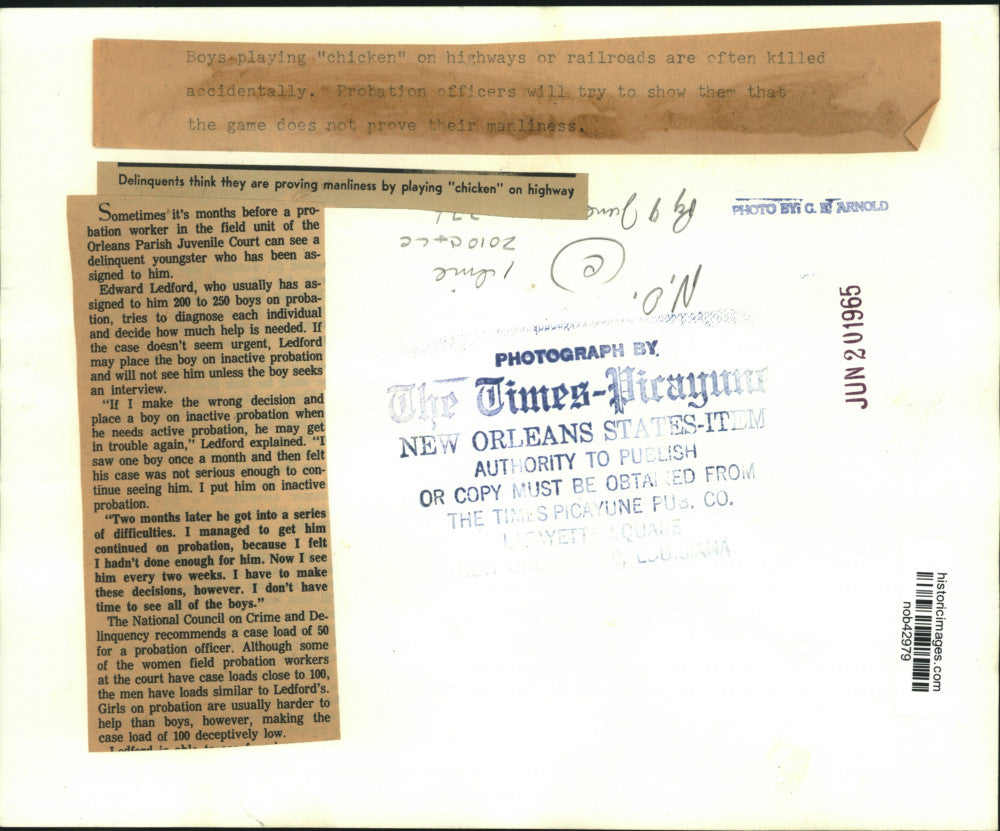 Boys playing "chicken" on highways or railroads are often killed
accidentally. Probation officers will try to show them that
the game does not prove their manliness.
Delinquents think they are proving manliness by playing "chicken" on highway
Sometimes it's months before a pro-
bation worker in the field unit of the
Orleans Parish Juvenile Court can see a
delinquent youngster who has been as-
signed to him.
Edward Ledford, who usually has as-
signed to him 200 to 250 boys on proba-
tion, tries to diagnose each individual
and decide how much help is needed. If
the case doesn't seem urgent, Ledford
may place the boy on inactive probation
and will not see him unless the boy seeks
an interview.
"If I make the wrong decision and
place a boy on inactive probation when
he needs active probation, he may get
in trouble again," Ledford explained. "I
saw one boy once a month and then felt
his case was not serious enough to con-
tinue seeing him. I put him on inactive
probation.
"Two months later he got into a series
of difficulties. I managed to get him
continued on probation, because I felt
I hadn't done enough for him. Now I see
him every two weeks. I have to make
these decisions, however. I don't have
time to see all of the boys."
The National Council on Crime and De-
linquency recommends a case load of 50
for a probation officer. Although some
of the women field probation workers
at the court have case loads close to 100,
the men have loads similar to Ledford's.
Girls on probation are usually harder to
help than boys, however, making the
case load of 100 deceptively low.
PHOTO BY: G. E. ARNOLD
Pg 9 June
N.O.
JUN 20 1965
PHOTOGRAPH BY
The Times-Picayune
NEW ORLEANS STATES-ITEM
AUTHORITY TO PUBLISH
OR COPY MUST BE OBTAINED FROM
THE TIMES PICAYUNE PUB. CO.
LAFAYETTE SQUARE
NEW ORLEANS, LOUISIANA
historicimages.com
nob42979